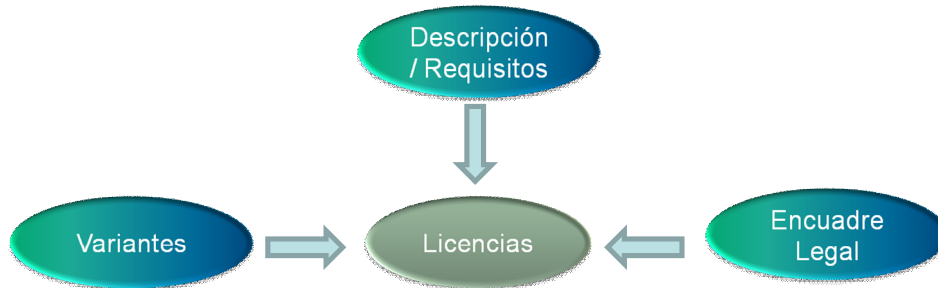 Descripción
/ Requisitos
Variantes
Licencias
Encuadre
Legal